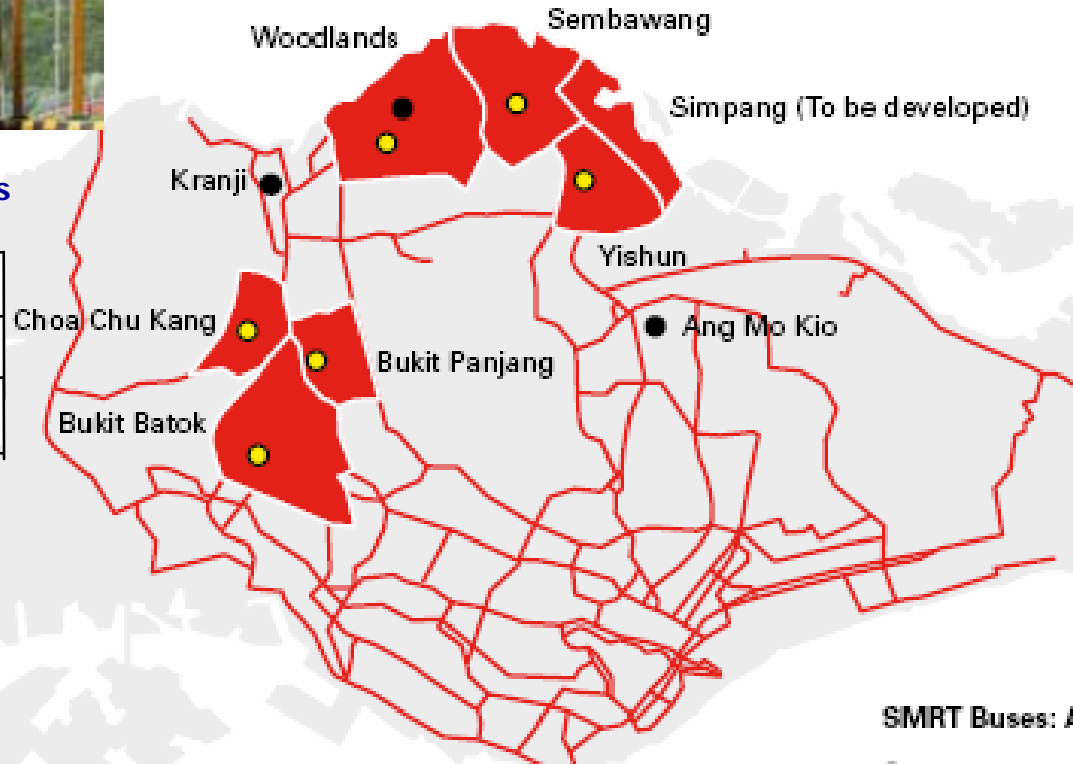 Sembawang
Woodlands
Simpang (To be developed)
Kranji
s
Yishun
Choa Chu Kang
Ang Mo Kio
Bukit Panjang
Bukit Batok
SMRT Buses: A